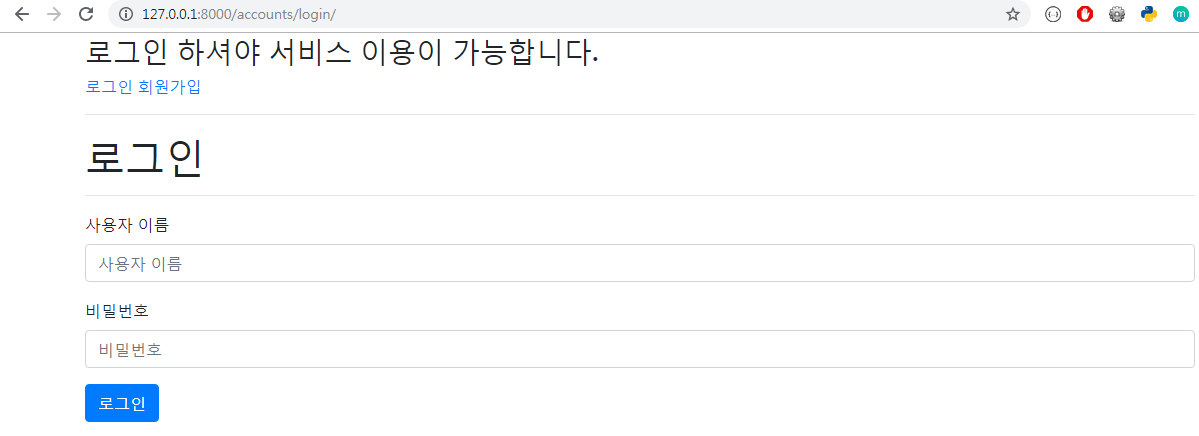 127.0.0.1:8000/accounts/login/
로그인 하셔야 서비스 이용이 가능합니다.
로그인 회원가입
로그인
사용자 이름
사용자 이름
비밀번호
비밀번호
로그인